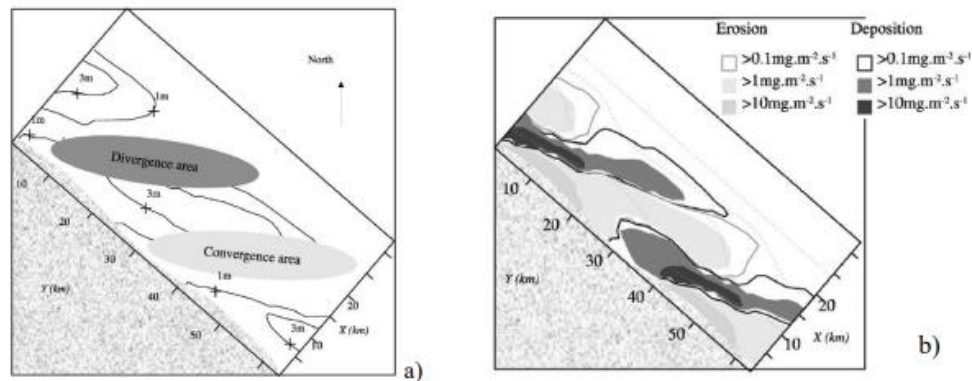 3m
1m
North
1m
Divergence area
10
3m
20
Convergence area
30
1m
Y (km)
40
20
X (km)
3m
10
50
a)
Erosion Deposition
>0.1mg.m⁻².s⁻¹ >0.1mg.m⁻².s⁻¹
>1mg.m⁻².s⁻¹ >1mg.m⁻².s⁻¹
>10mg.m⁻².s⁻¹ >10mg.m⁻².s⁻¹
10
20
30
Y (km)
40
20
50
10
X (km)
b)